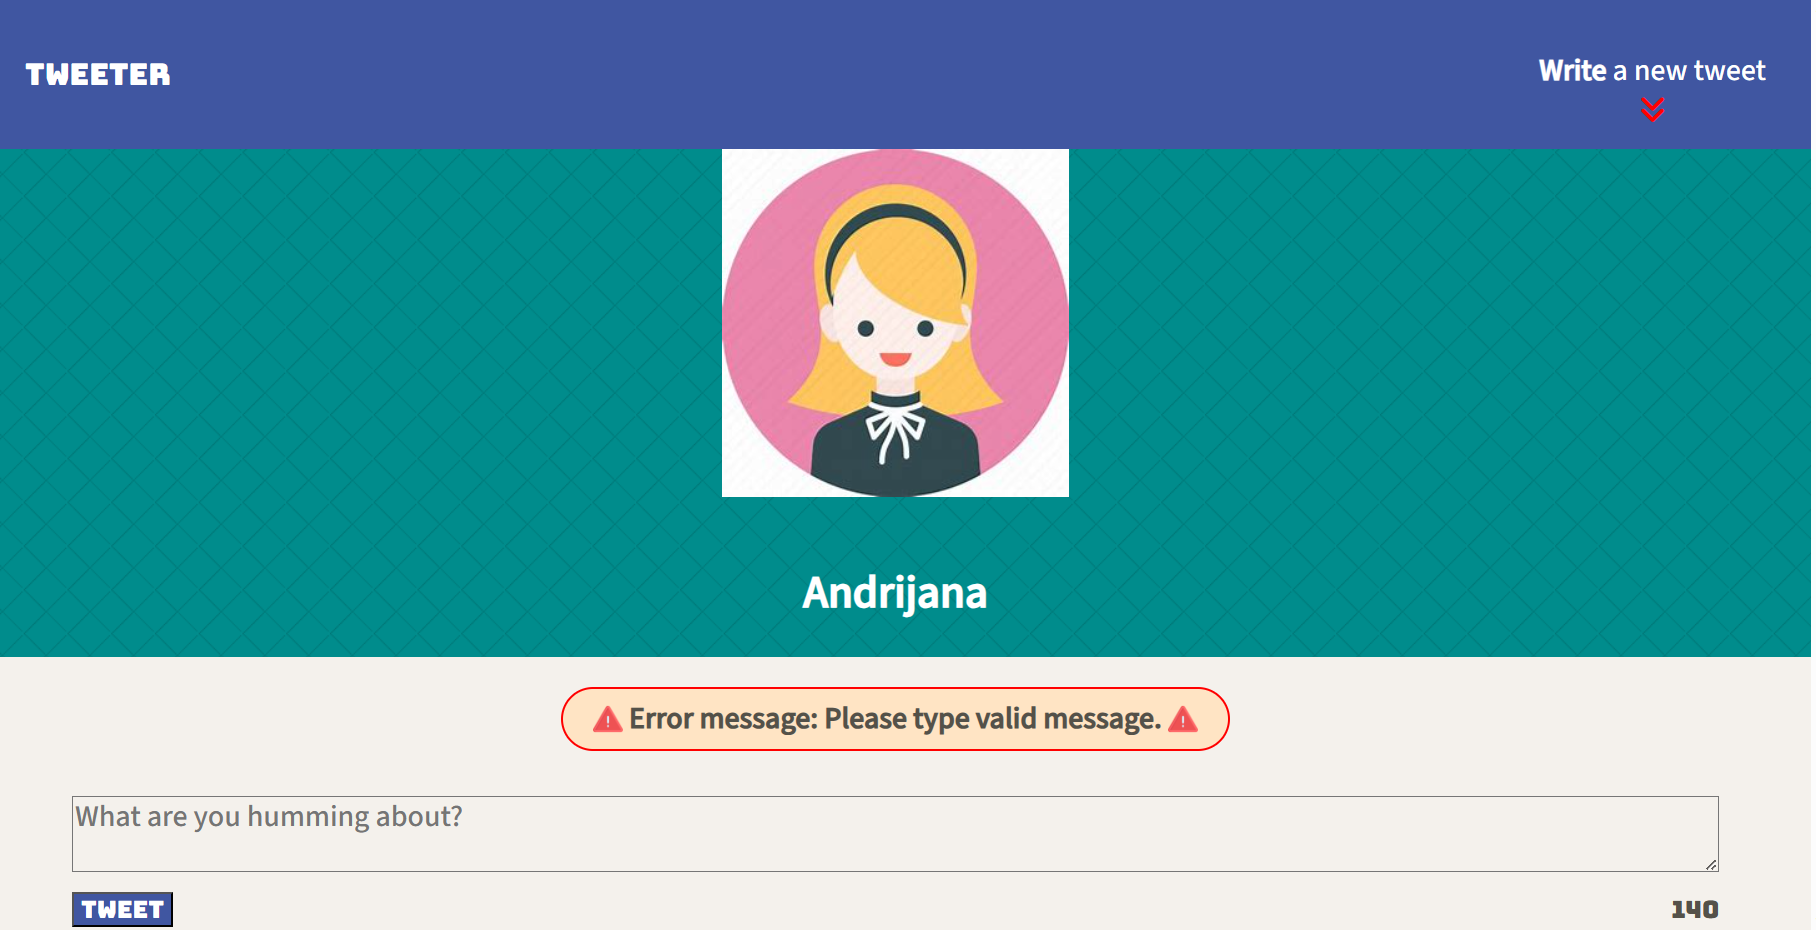 TWEETER
Write a new tweet
Andrijana
Error message: Please type valid message.
What are you humming about?
TWEET
140